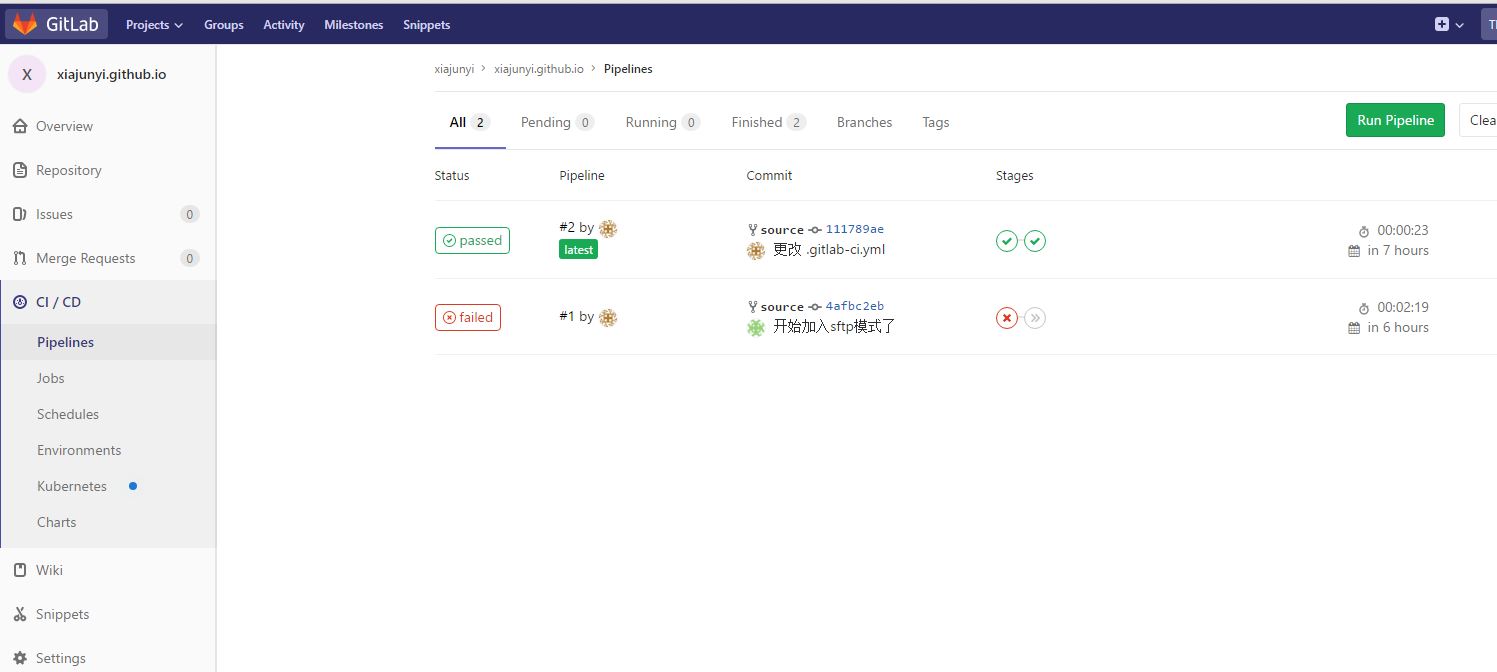 GitLab Projects Groups Activity Milestones Snippets
X xiajunyi.github.io
Overview
Repository
Issues 0
Merge Requests 0
CI / CD
Pipelines
Jobs
Schedules
Environments
Kubernetes
Charts
Wiki
Snippets
Settings
xiajunyi > xiajunyi.github.io > Pipelines
All 2 Pending 0 Running 0 Finished 2 Branches Tags Run Pipeline Clea
Status Pipeline Commit Stages
passed #2 by latest source 111789ae 00:00:23
更改 .gitlab-ci.yml in 7 hours
failed #1 by source 4afbc2eb 00:02:19
开始加入sftp模式了 in 6 hours